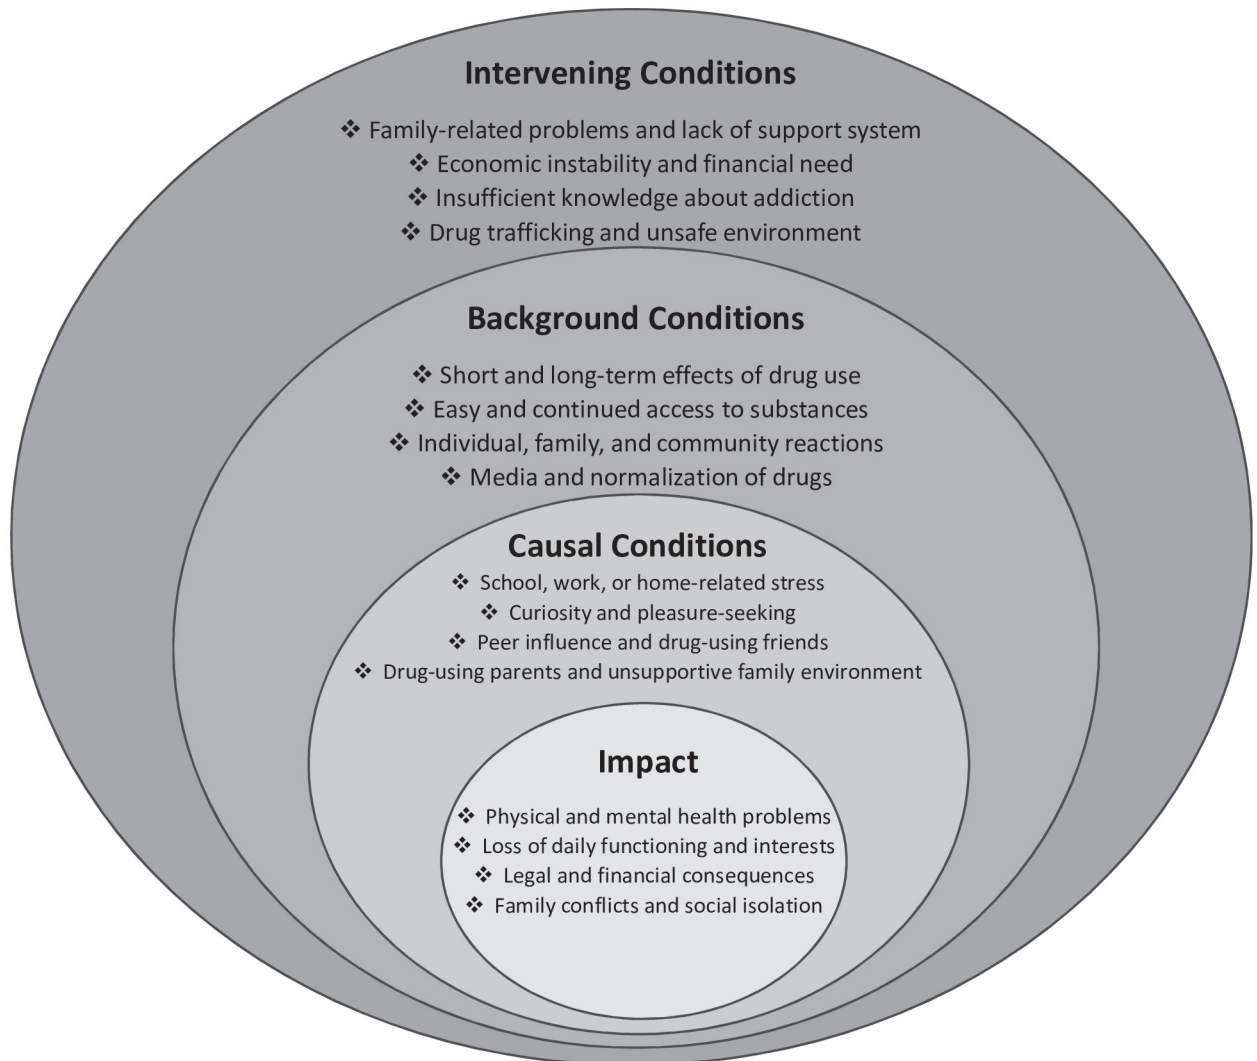 Intervening Conditions
❖ Family-related problems and lack of support system
❖ Economic instability and financial need
❖ Insufficient knowledge about addiction
❖ Drug trafficking and unsafe environment
Background Conditions
❖ Short and long-term effects of drug use
❖ Easy and continued access to substances
❖ Individual, family, and community reactions
❖ Media and normalization of drugs
Causal Conditions
❖ School, work, or home-related stress
❖ Curiosity and pleasure-seeking
❖ Peer influence and drug-using friends
❖ Drug-using parents and unsupportive family environment
Impact
❖ Physical and mental health problems
❖ Loss of daily functioning and interests
❖ Legal and financial consequences
❖ Family conflicts and social isolation